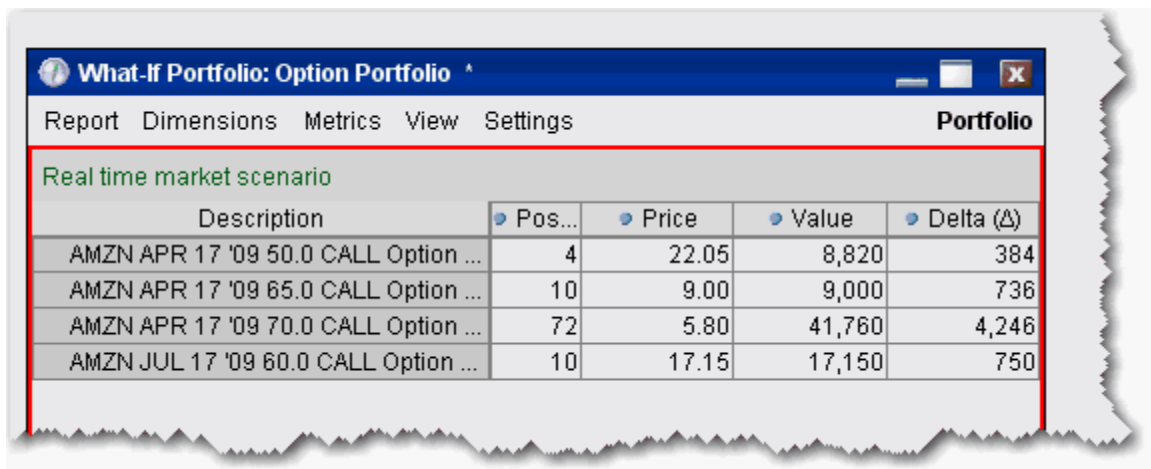 What-If Portfolio: Option Portfolio *
Report Dimensions Metrics View Settings Portfolio
Real time market scenario
Description Pos... Price Value Delta (Δ)
AMZN APR 17 '09 50.0 CALL Option ... 4 22.05 8,820 384
AMZN APR 17 '09 65.0 CALL Option ... 10 9.00 9,000 736
AMZN APR 17 '09 70.0 CALL Option ... 72 5.80 41,760 4,246
AMZN JUL 17 '09 60.0 CALL Option ... 10 17.15 17,150 750